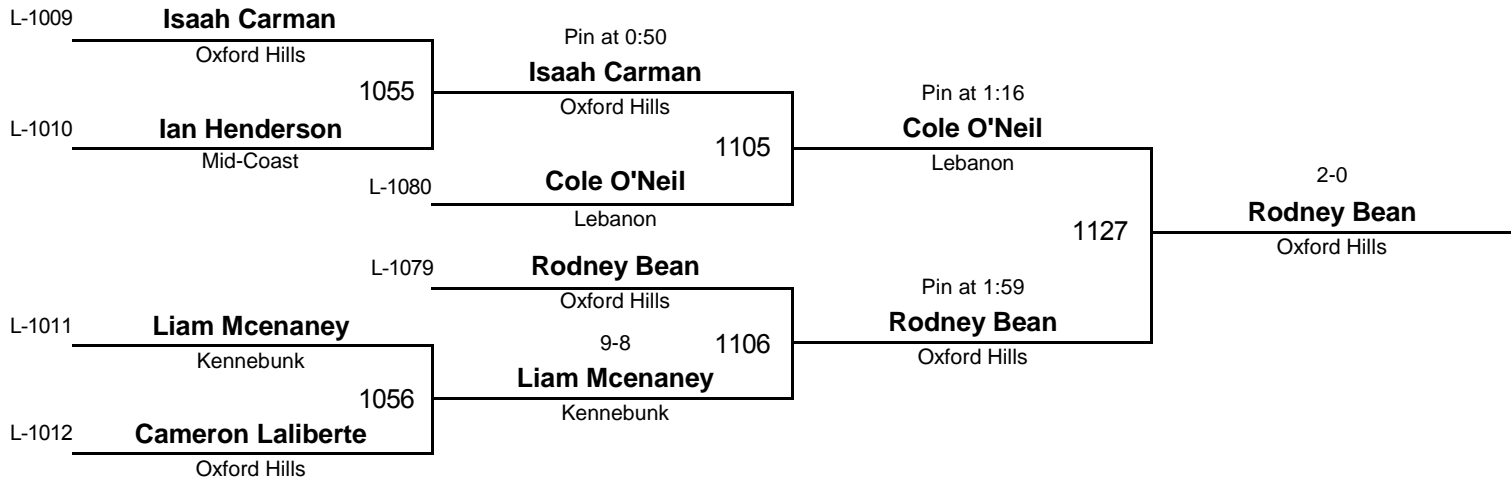 L-1009
Isaah Carman
Oxford Hills
1055
L-1010
Ian Henderson
Mid-Coast
Pin at 0:50
Isaah Carman
Oxford Hills
1105
L-1080
Cole O'Neil
Lebanon
Pin at 1:16
Cole O'Neil
Lebanon
1127
2-0
Rodney Bean
Oxford Hills
L-1079
Rodney Bean
Oxford Hills
1106
Pin at 1:59
Rodney Bean
Oxford Hills
L-1011
Liam Mcenaney
Kennebunk
1056
9-8
Liam Mcenaney
Kennebunk
L-1012
Cameron Laliberte
Oxford Hills